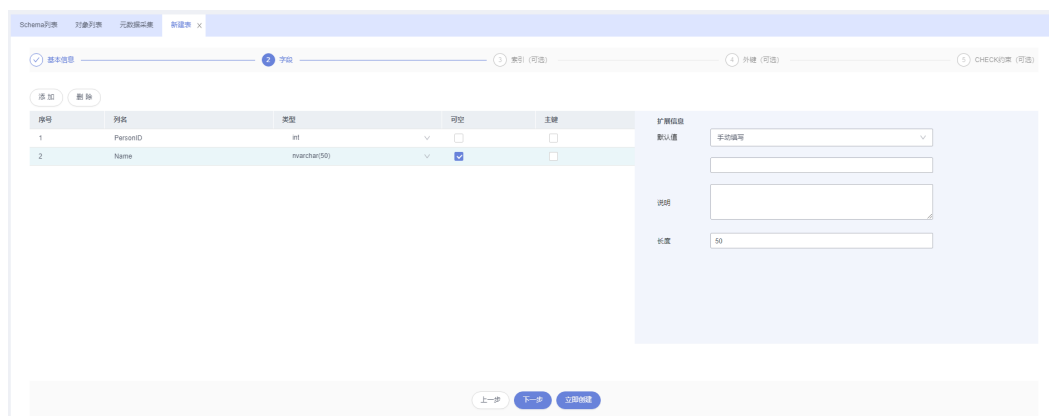 Schema列表 对象列表 元数据采集 新建表 ×
基本信息 2 字段 3 索引（可选） 4 外键（可选） 5 CHECK约束（可选）
添加 删除
序号 列名 类型 可空 主键
1 PersonID int
2 Name nvarchar(50)
扩展信息
默认值 手动填写
说明
长度 50
上一步 下一步 立即创建